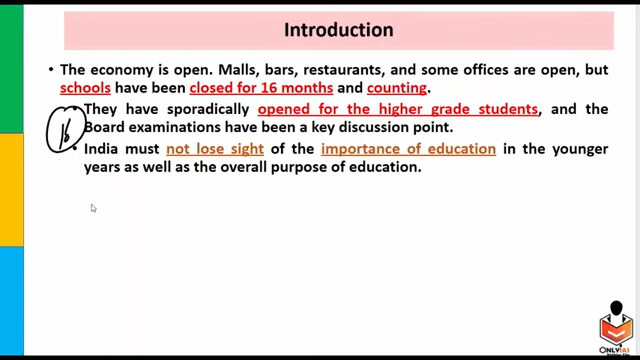 Introduction
• The economy is open. Malls, bars, restaurants, and some offices are open, but
schools have been closed for 16 months and counting.
• They have sporadically opened for the higher grade students, and the
Board examinations have been a key discussion point.
16
• India must not lose sight of the importance of education in the younger
years as well as the overall purpose of education.
ONLYIAS